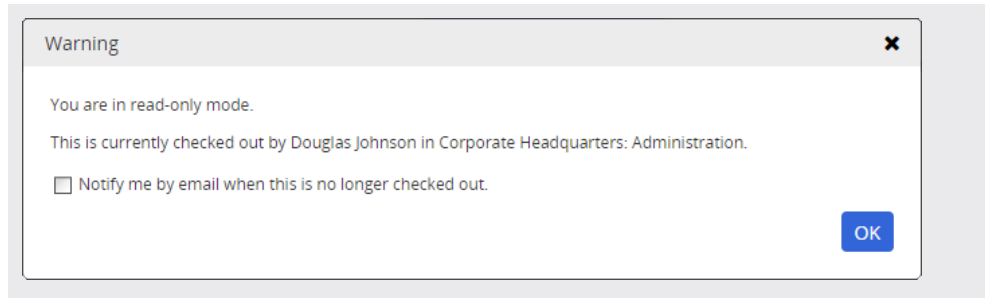 Warning
You are in read-only mode.
This is currently checked out by Douglas Johnson in Corporate Headquarters: Administration.
Notify me by email when this is no longer checked out.
OK